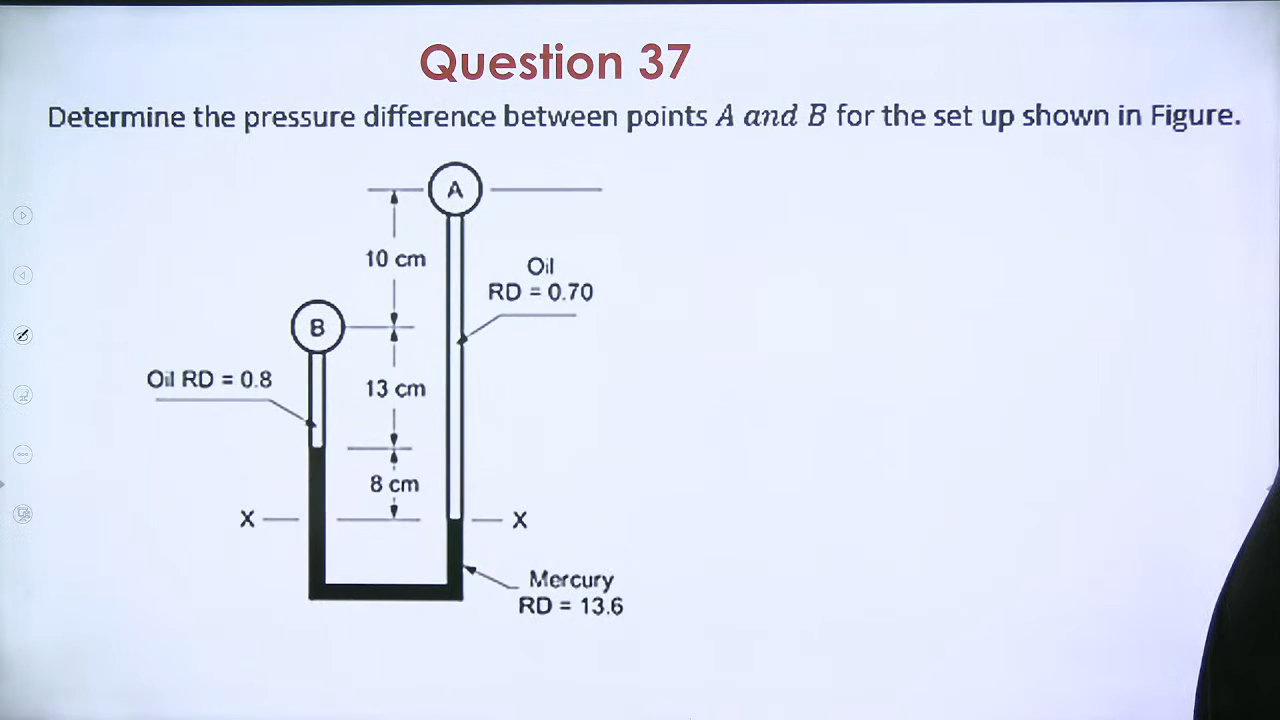 Question 37
Determine the pressure difference between points A and B for the set up shown in Figure.
A
10 cm
Oil
RD = 0.70
B
Oil RD = 0.8
13 cm
8 cm
X
X
Mercury
RD = 13.6